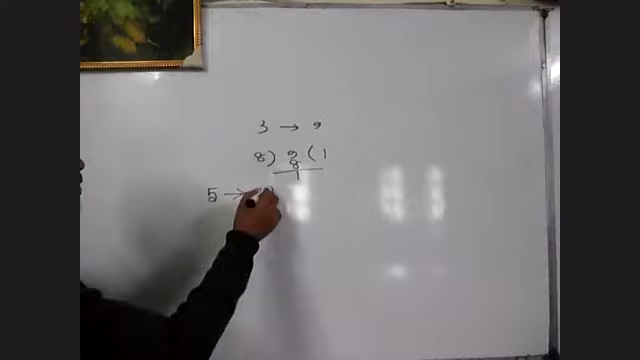 3 → 9
8) 9 (1
8
1
5 →